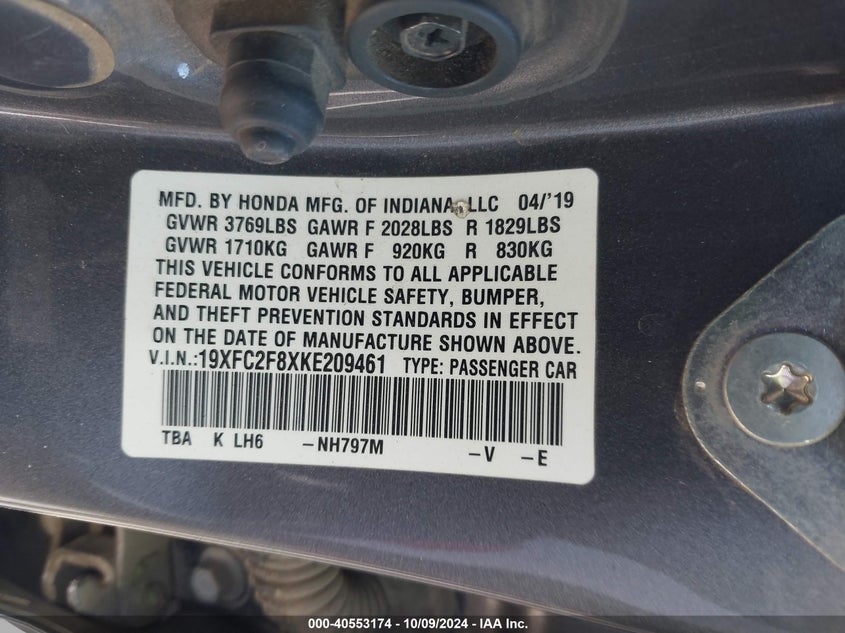 MFD. BY HONDA MFG. OF INDIANA, LLC 04/'19
GVWR 3769LBS GAWR F 2028LBS R 1829LBS
GVWR 1710KG GAWR F 920KG R 830KG
THIS VEHICLE CONFORMS TO ALL APPLICABLE
FEDERAL MOTOR VEHICLE SAFETY, BUMPER,
AND THEFT PREVENTION STANDARDS IN EFFECT
ON THE DATE OF MANUFACTURE SHOWN ABOVE.
V.I.N.:19XFC2F8XKE209461 TYPE: PASSENGER CAR
TBA K LH6 –NH797M –V –E
000-40553174 - 10/09/2024 - IAA Inc.